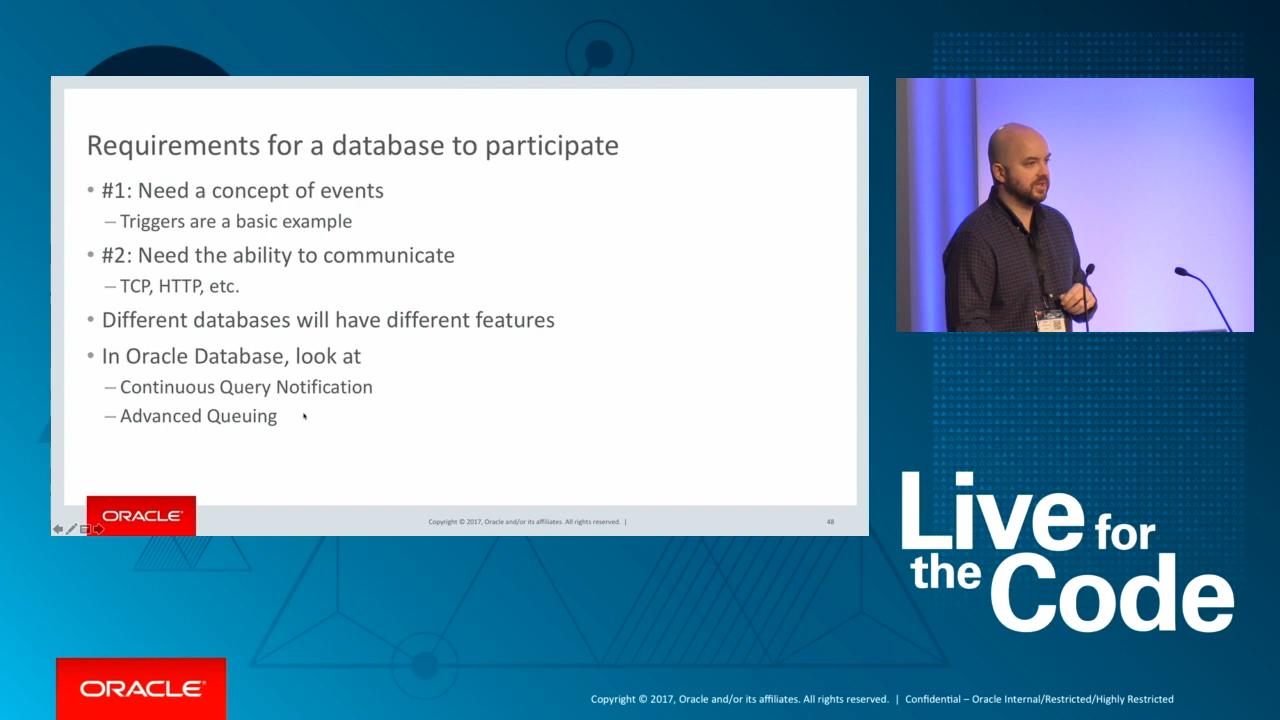 Requirements for a database to participate
• #1: Need a concept of events
– Triggers are a basic example
• #2: Need the ability to communicate
– TCP, HTTP, etc.
• Different databases will have different features
• In Oracle Database, look at
– Continuous Query Notification
– Advanced Queuing
ORACLE®
Copyright © 2017, Oracle and/or its affiliates. All rights reserved. |
48
Live for
the Code
ORACLE®
Copyright © 2017, Oracle and/or its affiliates. All rights reserved. | Confidential – Oracle Internal/Restricted/Highly Restricted